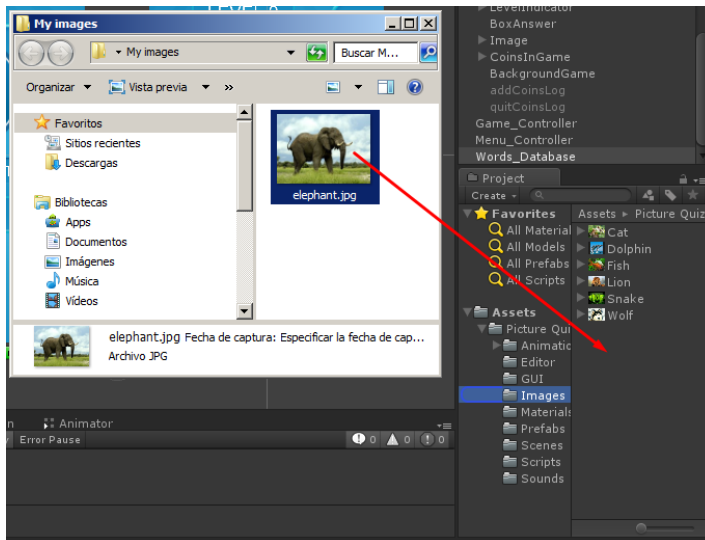 My images
My images
Buscar M...
Organizar
Vista previa
»
Favoritos
Sitios recientes
Descargas
Bibliotecas
Apps
Documentos
Imágenes
Música
Vídeos
elephant.jpg
elephant.jpg Fecha de captura: Especificar la fecha de cap...
Archivo JPG
Animator
Error Pause
0
0
0
LevelIndicator
BoxAnswer
Image
CoinsInGame
BackgroundGame
addCoinsLog
quitCoinsLog
Game_Controller
Menu_Controller
Words_Database
Project
Create
Favorites
All Material
All Models
All Prefabs
All Scripts
Assets
Picture Qui
Animatic
Editor
GUI
Images
Materials
Prefabs
Scenes
Scripts
Sounds
Assets ▸ Picture Quiz
Cat
Dolphin
Fish
Lion
Snake
Wolf